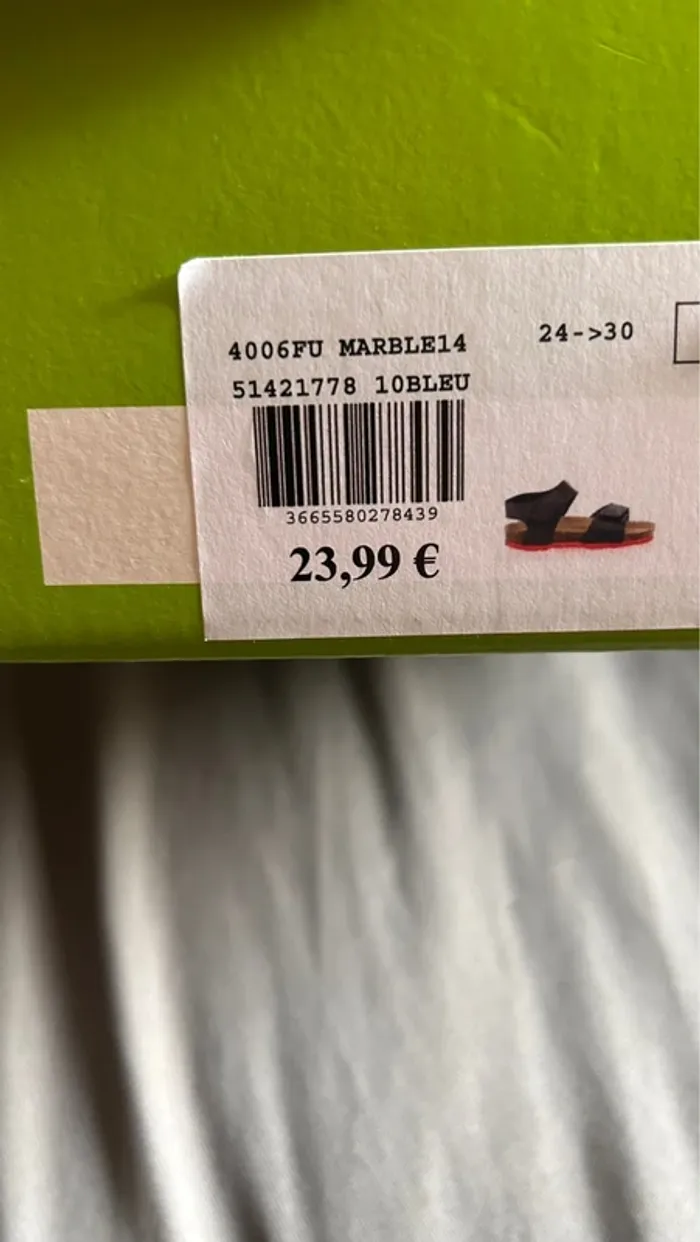 4006FU MARBLE14
24->30
51421778 10BLEU
3665580278439
23,99 €